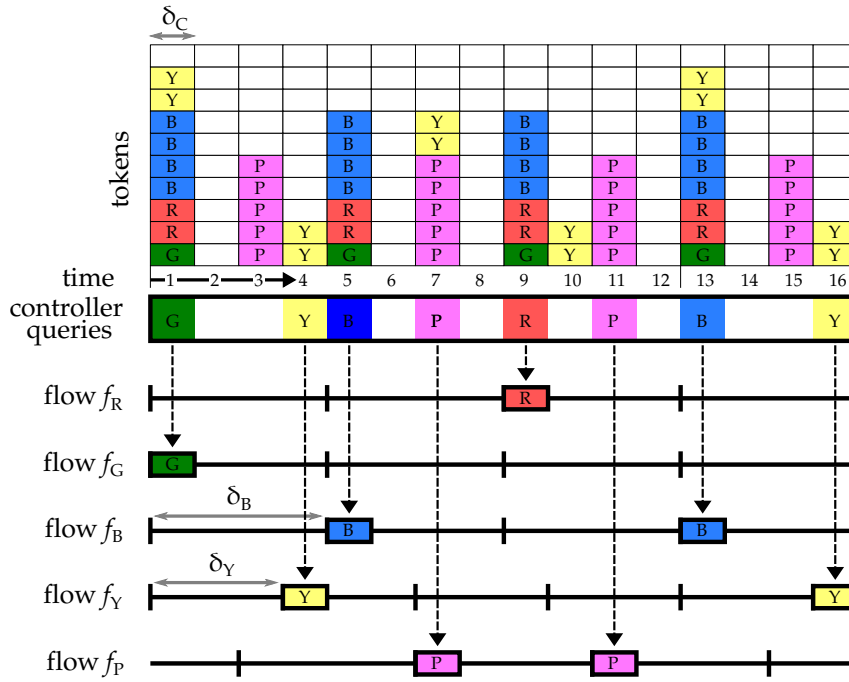 δC
Y Y
Y Y
B B Y B B
B B Y B B
B P B P B P B P
B P B P B P B P
R P R P R P R P
R P Y R P R Y P R P Y
G P Y G P G Y P G P Y
tokens
time 1 2 3 4 5 6 7 8 9 10 11 12 13 14 15 16
controller queries G Y B P R P B Y
flow fR R
flow fG G
δB
flow fB B B
δY
flow fY Y Y
flow fP P P